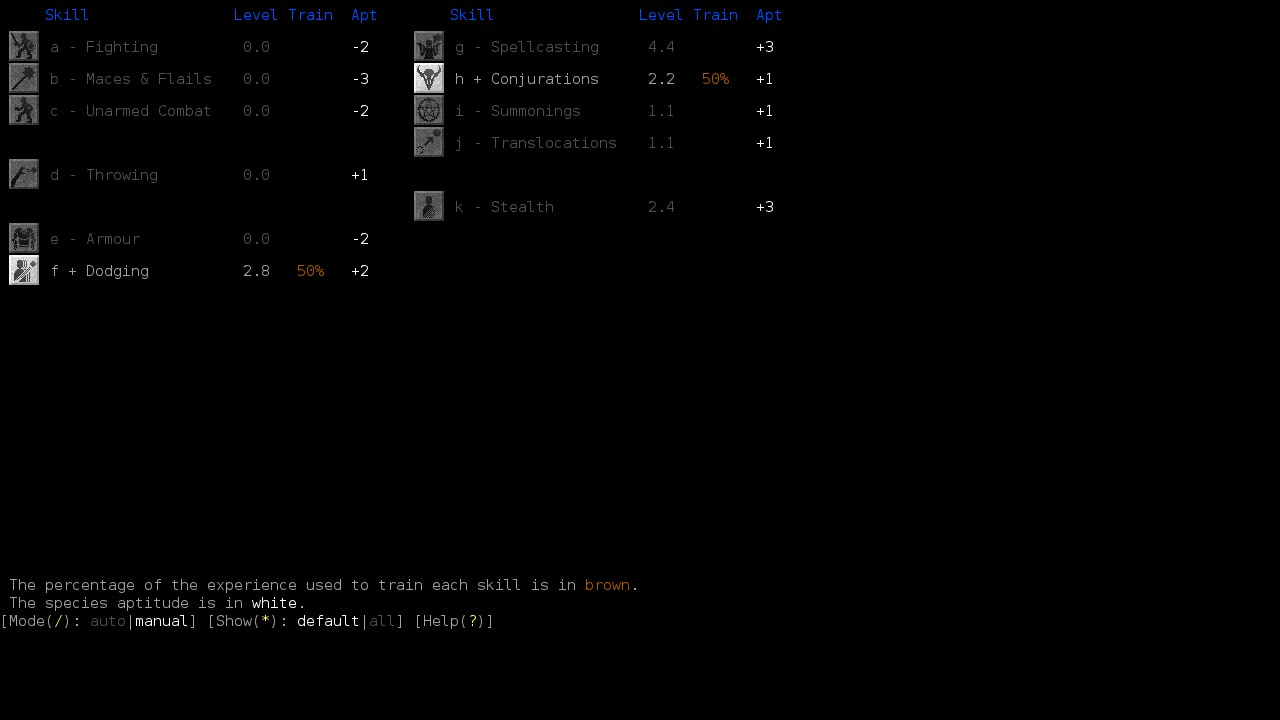 Skill Level Train Apt Skill Level Train Apt
a - Fighting 0.0 -2 g - Spellcasting 4.4 +3
b - Maces & Flails 0.0 -3 h + Conjurations 2.2 50% +1
c - Unarmed Combat 0.0 -2 i - Summonings 1.1 +1
j - Translocations 1.1 +1
d - Throwing 0.0 +1
k - Stealth 2.4 +3
e - Armour 0.0 -2
f + Dodging 2.8 50% +2
The percentage of the experience used to train each skill is in brown.
The species aptitude is in white.
[Mode(/): auto|manual] [Show(*): default|all] [Help(?)]